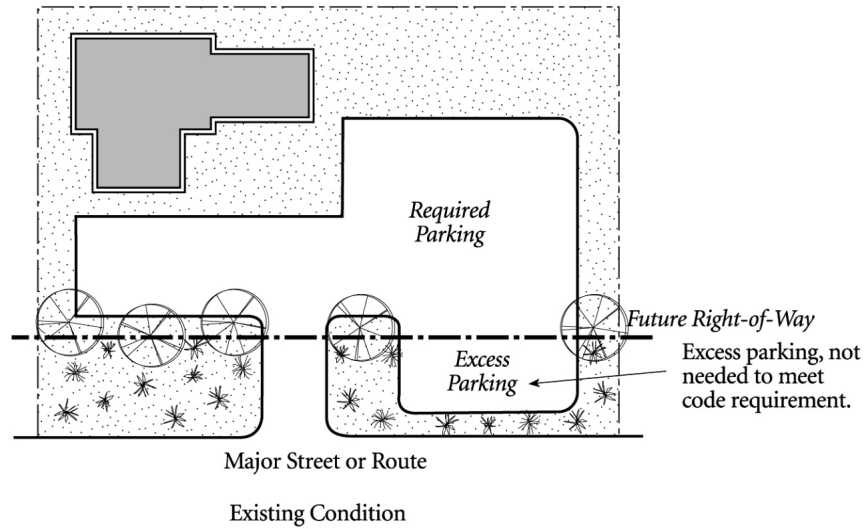 Required
Parking
Future Right-of-Way
Excess
Parking
Excess parking, not
needed to meet
code requirement.
Major Street or Route
Existing Condition